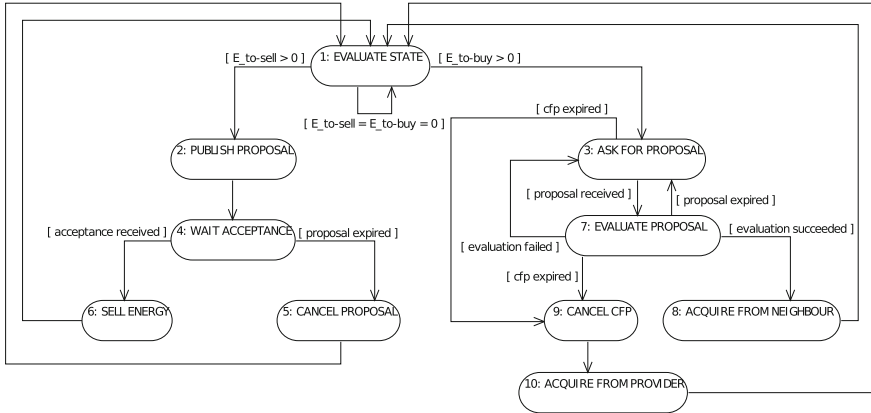 [ E_to-sell > 0 ]
1: EVALUATE STATE
[ E_to-buy > 0 ]
[ E_to-sell = E_to-buy = 0 ]
[ cfp expired ]
2: PUBLISH PROPOSAL
3: ASK FOR PROPOSAL
[ proposal received ]
[ proposal expired ]
[ acceptance received ]
4: WAIT ACCEPTANCE
[ proposal expired ]
7: EVALUATE PROPOSAL
[ evaluation succeeded ]
[ evaluation failed ]
[ cfp expired ]
6: SELL ENERGY
5: CANCEL PROPOSAL
9: CANCEL CFP
8: ACQUIRE FROM NEIGHBOUR
10: ACQUIRE FROM PROVIDER